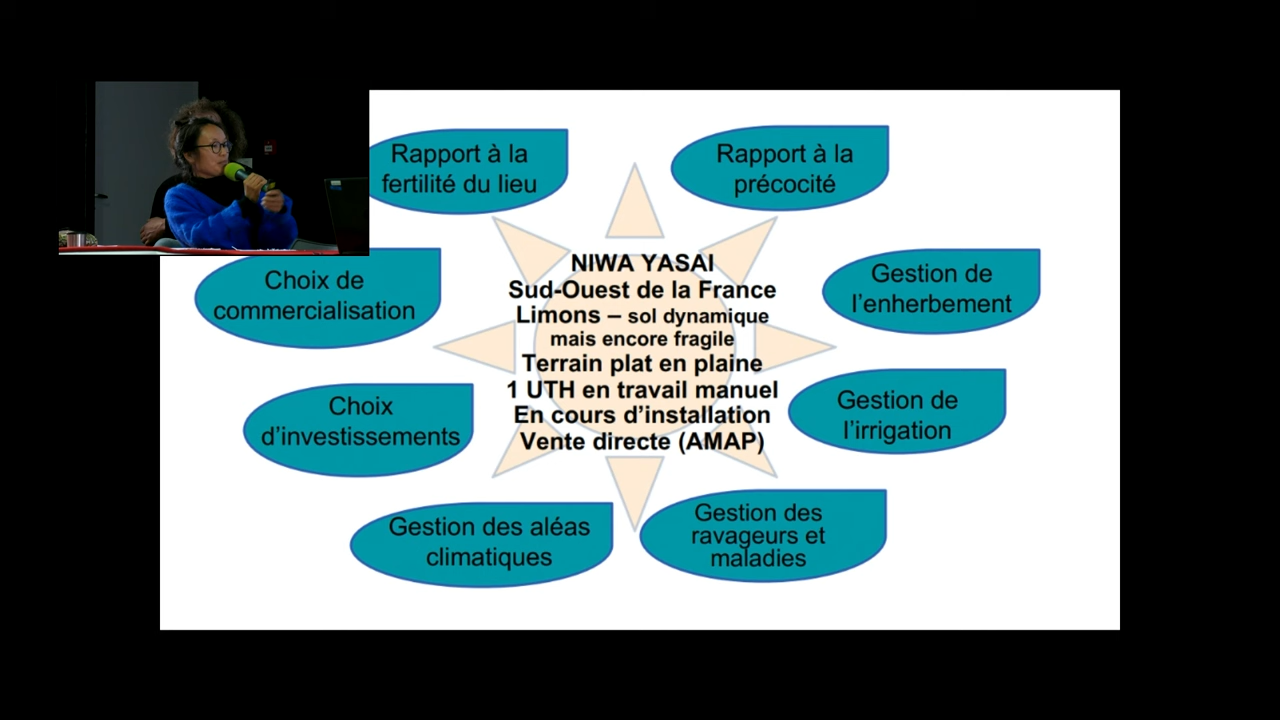 Rapport à la
fertilité du lieu
Rapport à la
précocité
Choix de
commercialisation
NIWA YASAI
Sud-Ouest de la France
Limons – sol dynamique
mais encore fragile
Terrain plat en plaine
1 UTH en travail manuel
En cours d'installation
Vente directe (AMAP)
Gestion de
l'enherbement
Choix
d'investissements
Gestion de
l'irrigation
Gestion des aléas
climatiques
Gestion des
ravageurs et
maladies